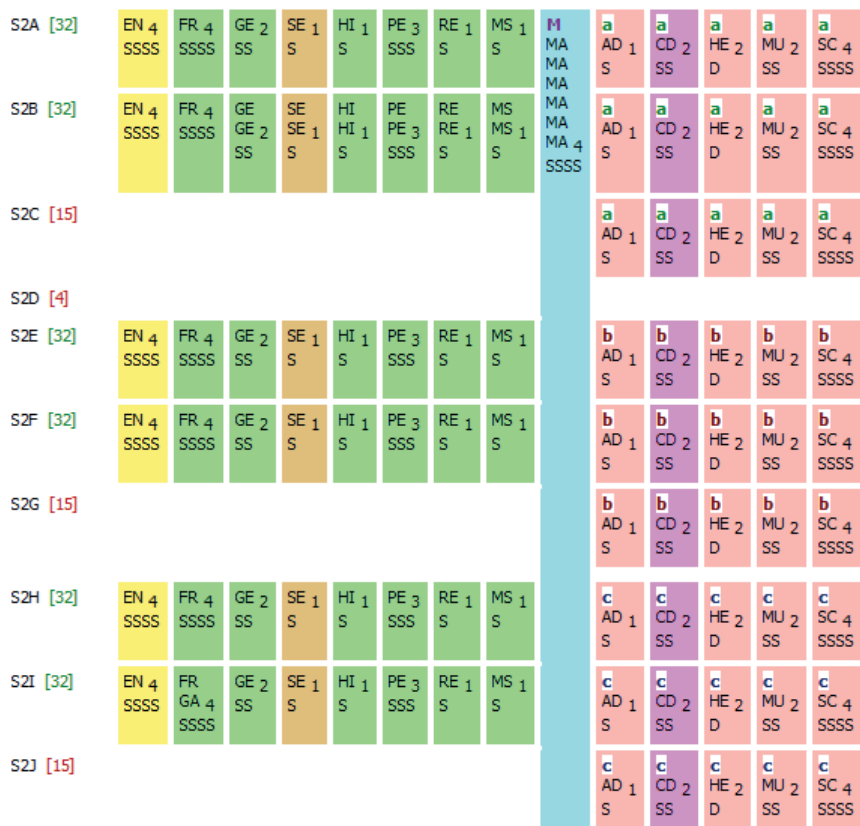 S2A [32] EN 4 FR 4 GE 2 SE 1 HI 1 PE 3 RE 1 MS 1 M a a a a a
SSSS SSSS SS S S SSS S S MA AD 1 CD 2 HE 2 MU 2 SC 4
MA S SS D SS SSSS
MA
S2B [32] EN 4 FR 4 GE SE HI PE RE MS MA a a a a a
SSSS SSSS GE 2 SE 1 HI 1 PE 3 RE 1 MS 1 MA AD 1 CD 2 HE 2 MU 2 SC 4
SS S S SSS S S MA 4 S SS D SS SSSS
SSSS
S2C [15] a a a a a
AD 1 CD 2 HE 2 MU 2 SC 4
S SS D SS SSSS
S2D [4]
S2E [32] EN 4 FR 4 GE 2 SE 1 HI 1 PE 3 RE 1 MS 1 b b b b b
SSSS SSSS SS S S SSS S S AD 1 CD 2 HE 2 MU 2 SC 4
S SS D SS SSSS
S2F [32] EN 4 FR 4 GE 2 SE 1 HI 1 PE 3 RE 1 MS 1 b b b b b
SSSS SSSS SS S S SSS S S AD 1 CD 2 HE 2 MU 2 SC 4
S SS D SS SSSS
S2G [15] b b b b b
AD 1 CD 2 HE 2 MU 2 SC 4
S SS D SS SSSS
S2H [32] EN 4 FR 4 GE 2 SE 1 HI 1 PE 3 RE 1 MS 1 c c c c c
SSSS SSSS SS S S SSS S S AD 1 CD 2 HE 2 MU 2 SC 4
S SS D SS SSSS
S2I [32] EN 4 FR GE 2 SE 1 HI 1 PE 3 RE 1 MS 1 c c c c c
SSSS GA 4 SS S S SSS S S AD 1 CD 2 HE 2 MU 2 SC 4
SSSS S SS D SS SSSS
S2J [15] c c c c c
AD 1 CD 2 HE 2 MU 2 SC 4
S SS D SS SSSS